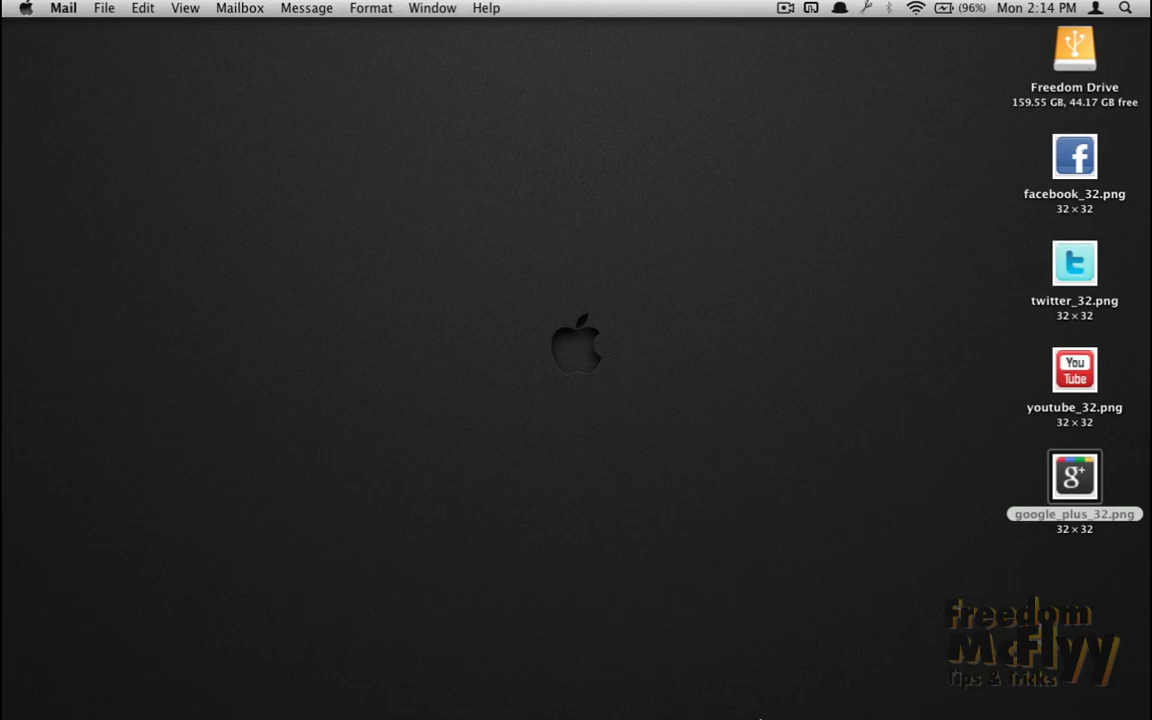 Mail File Edit View Mailbox Message Format Window Help (96%) Mon 2:14 PM
Freedom Drive
159.55 GB, 44.17 GB free
f
facebook_32.png
32 × 32
t
twitter_32.png
32 × 32
You
Tube
youtube_32.png
32 × 32
g+
google_plus_32.png
32 × 32
Freedom
McFlyy
Tips & Tricks